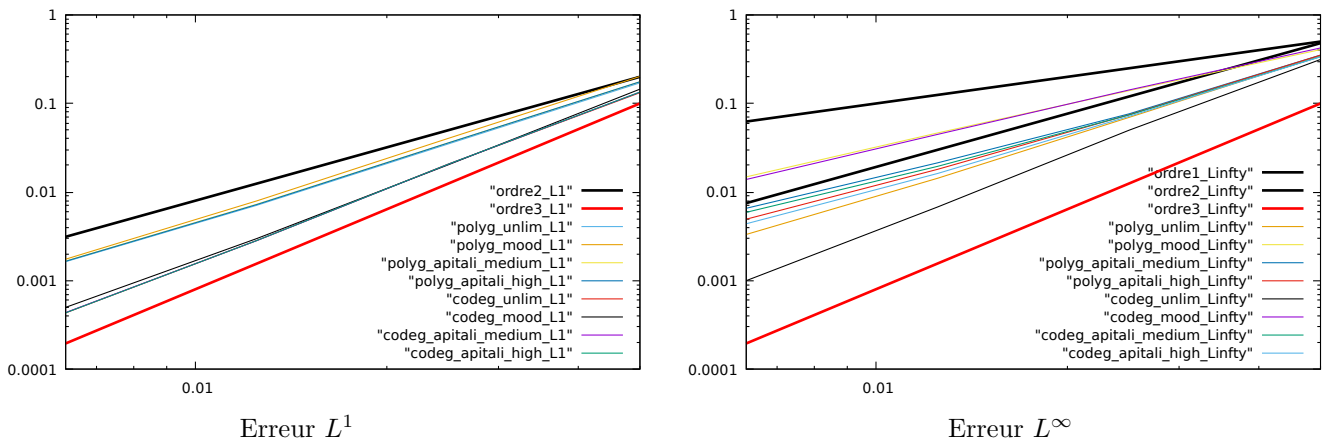 1
0.1
0.01
0.001
0.0001
0.01
"ordre2_L1"
"ordre3_L1"
"polyg_unlim_L1"
"polyg_mood_L1"
"polyg_apitali_medium_L1"
"polyg_apitali_high_L1"
"codeg_unlim_L1"
"codeg_mood_L1"
"codeg_apitali_medium_L1"
"codeg_apitali_high_L1"
Erreur L¹
1
0.1
0.01
0.001
0.0001
0.01
"ordre1_Linfty"
"ordre2_Linfty"
"ordre3_Linfty"
"polyg_unlim_Linfty"
"polyg_mood_Linfty"
"polyg_apitali_medium_Linfty"
"polyg_apitali_high_Linfty"
"codeg_unlim_Linfty"
"codeg_mood_Linfty"
"codeg_apitali_medium_Linfty"
"codeg_apitali_high_Linfty"
Erreur L∞